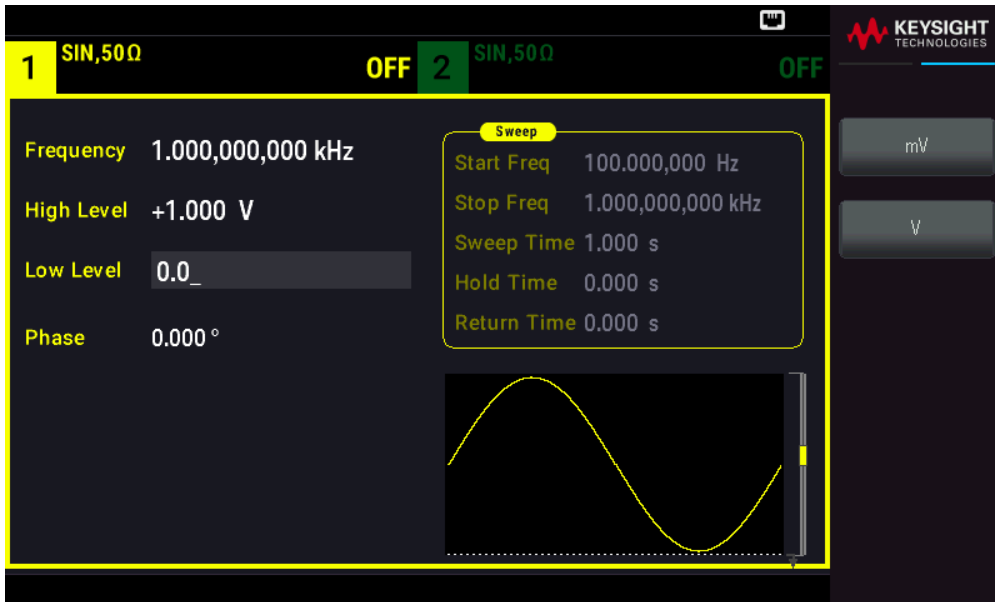 KEYSIGHT
TECHNOLOGIES
1 SIN,50Ω OFF
2 SIN,50Ω OFF
Frequency 1.000,000,000 kHz
High Level +1.000 V
Low Level 0.0_
Phase 0.000°
Sweep
Start Freq 100.000,000 Hz
Stop Freq 1.000,000,000 kHz
Sweep Time 1.000 s
Hold Time 0.000 s
Return Time 0.000 s
mV
V